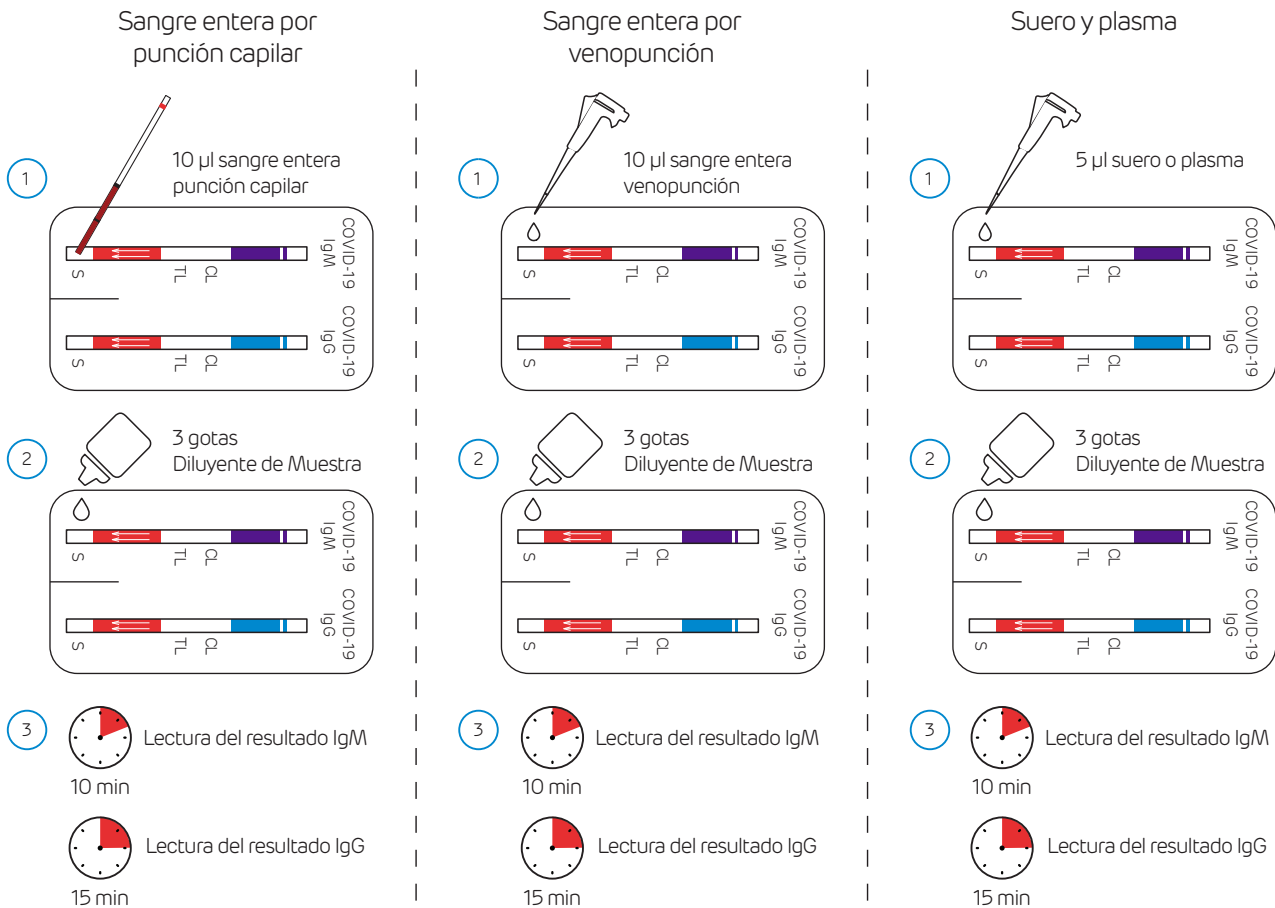 Sangre entera por
punción capilar
1
10 µl sangre entera
punción capilar
COVID-19
IgM
S
TL
CL
COVID-19
IgG
S
TL
CL
2
3 gotas
Diluyente de Muestra
COVID-19
IgM
S
TL
CL
COVID-19
IgG
S
TL
CL
3
Lectura del resultado IgM
10 min
Lectura del resultado IgG
15 min
Sangre entera por
venopunción
1
10 µl sangre entera
venopunción
COVID-19
IgM
S
TL
CL
COVID-19
IgG
S
TL
CL
2
3 gotas
Diluyente de Muestra
COVID-19
IgM
S
TL
CL
COVID-19
IgG
S
TL
CL
3
Lectura del resultado IgM
10 min
Lectura del resultado IgG
15 min
Suero y plasma
1
5 µl suero o plasma
COVID-19
IgM
S
TL
CL
COVID-19
IgG
S
TL
CL
2
3 gotas
Diluyente de Muestra
COVID-19
IgM
S
TL
CL
COVID-19
IgG
S
TL
CL
3
Lectura del resultado IgM
10 min
Lectura del resultado IgG
15 min